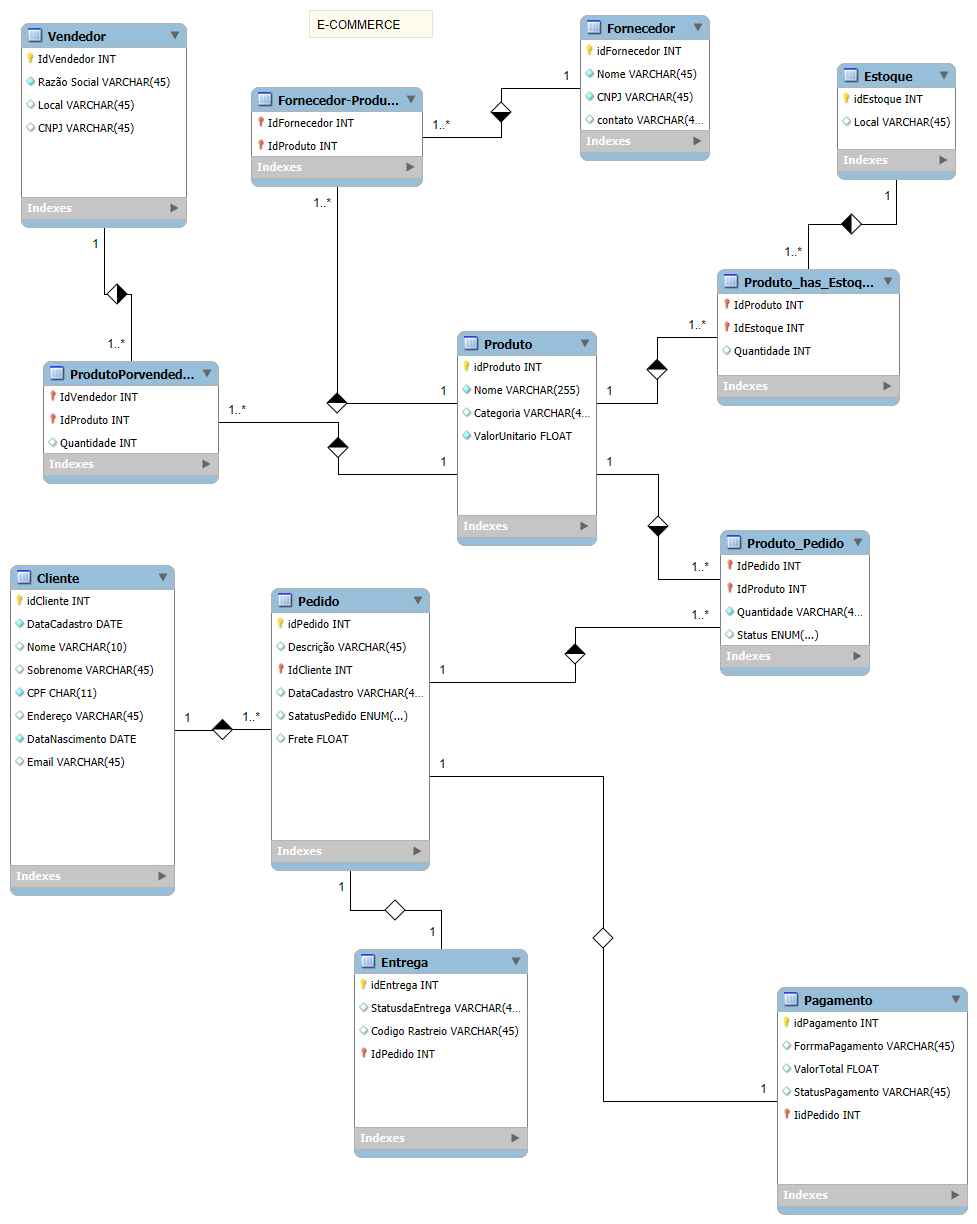 E-COMMERCE
Vendedor
IdVendedor INT
Razão Social VARCHAR(45)
Local VARCHAR(45)
CNPJ VARCHAR(45)
Indexes
Fornecedor-Produ...
IdFornecedor INT
IdProduto INT
Indexes
Fornecedor
idFornecedor INT
Nome VARCHAR(45)
CNPJ VARCHAR(45)
contato VARCHAR(4...
Indexes
Estoque
idEstoque INT
Local VARCHAR(45)
Indexes
1
1..*
1..*
1
1..*
1
1..*
Produto_has_Estoq...
IdProduto INT
IdEstoque INT
Quantidade INT
Indexes
ProdutoPorvended...
IdVendedor INT
IdProduto INT
Quantidade INT
Indexes
Produto
idProduto INT
Nome VARCHAR(255)
Categoria VARCHAR(4...
ValorUnitario FLOAT
Indexes
1..*
1
1
1..*
1
1
1..*
1..*
Produto_Pedido
IdPedido INT
IdProduto INT
Quantidade VARCHAR(4...
Status ENUM(...)
Indexes
Cliente
idCliente INT
DataCadastro DATE
Nome VARCHAR(10)
Sobrenome VARCHAR(45)
CPF CHAR(11)
Endereço VARCHAR(45)
DataNascimento DATE
Email VARCHAR(45)
Indexes
1
1..*
Pedido
idPedido INT
Descrição VARCHAR(45)
IdCliente INT
DataCadastro VARCHAR(4...
SatatusPedido ENUM(...)
Frete FLOAT
Indexes
1
1
1
1
Entrega
idEntrega INT
StatusdaEntrega VARCHAR(4...
Codigo Rastreio VARCHAR(45)
IdPedido INT
Indexes
1
Pagamento
idPagamento INT
ForrmaPagamento VARCHAR(45)
ValorTotal FLOAT
StatusPagamento VARCHAR(45)
IidPedido INT
Indexes